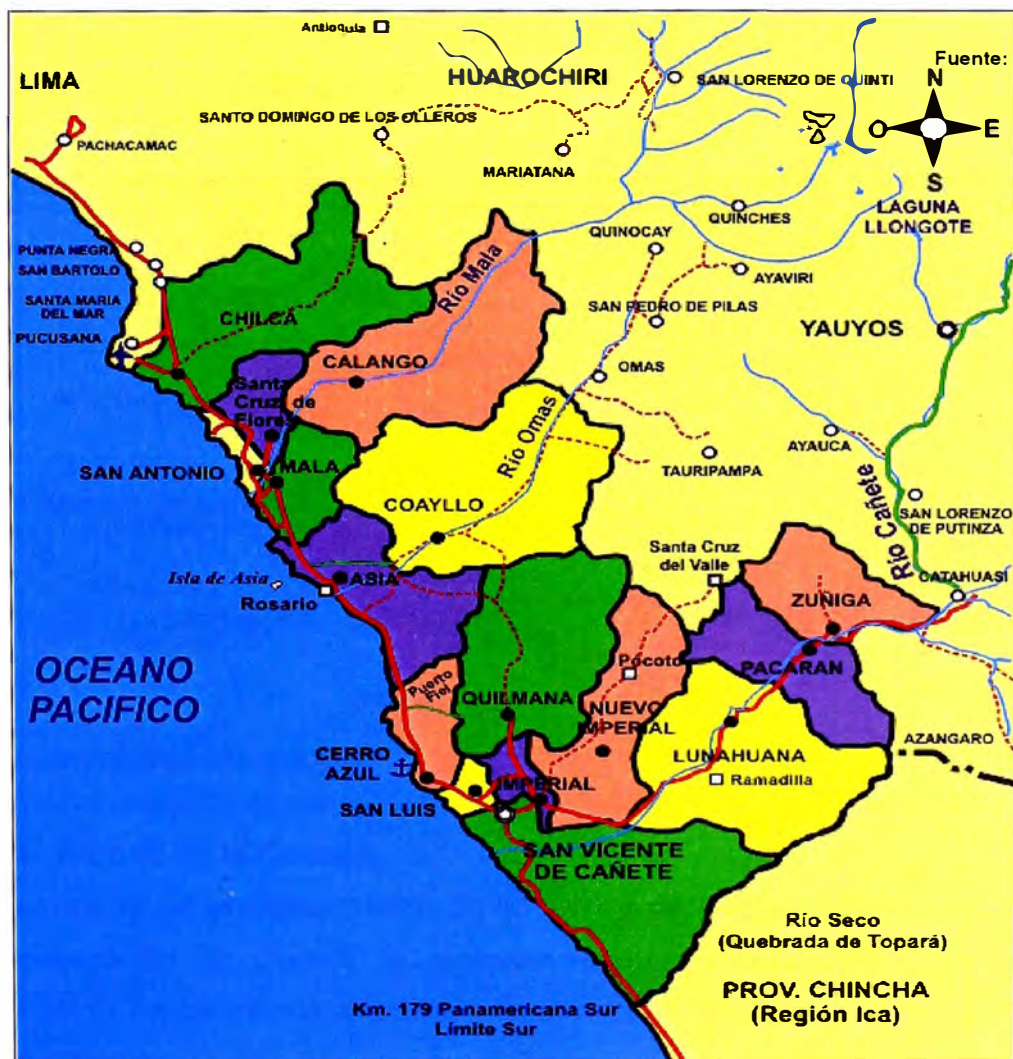 Antioquia
Fuente:
LIMA
HUAROCHIRI
SAN LORENZO DE QUINTI
N
SANTO DOMINGO DE LOS OLLEROS
O
E
PACHACAMAC
MARIATANA
S
QUINCHES
LAGUNA
LLONGOTE
PUNTA NEGRA
QUINOCAY
SAN BARTOLO
Río Mala
AYAVIRI
SANTA MARIA
DEL MAR
SAN PEDRO DE PILAS
CHILCA
YAUYOS
PUCUSANA
CALANGO
OMAS
Santa
Cruz de
Flores
Río Omas
AYAUCA
SAN ANTONIO
MALA
TAURIPAMPA
COAYLLO
Río Cañete
SAN LORENZO
DE PUTINZA
Santa Cruz
del Valle
Isla de Asia
ASIA
CATAHUASI
Rosario
ZUÑIGA
OCEANO
PACIFICO
Pócoto
PACARAN
Puerto
Fiel
QUILMANA
NUEVO
IMPERIAL
AZANGARO
LUNAHUANA
CERRO
AZUL
IMPERIAL
Ramadilla
SAN LUIS
SAN VICENTE
DE CAÑETE
Río Seco
(Quebrada de Topará)
PROV. CHINCHA
(Región Ica)
Km. 179 Panamericana Sur
Límite Sur